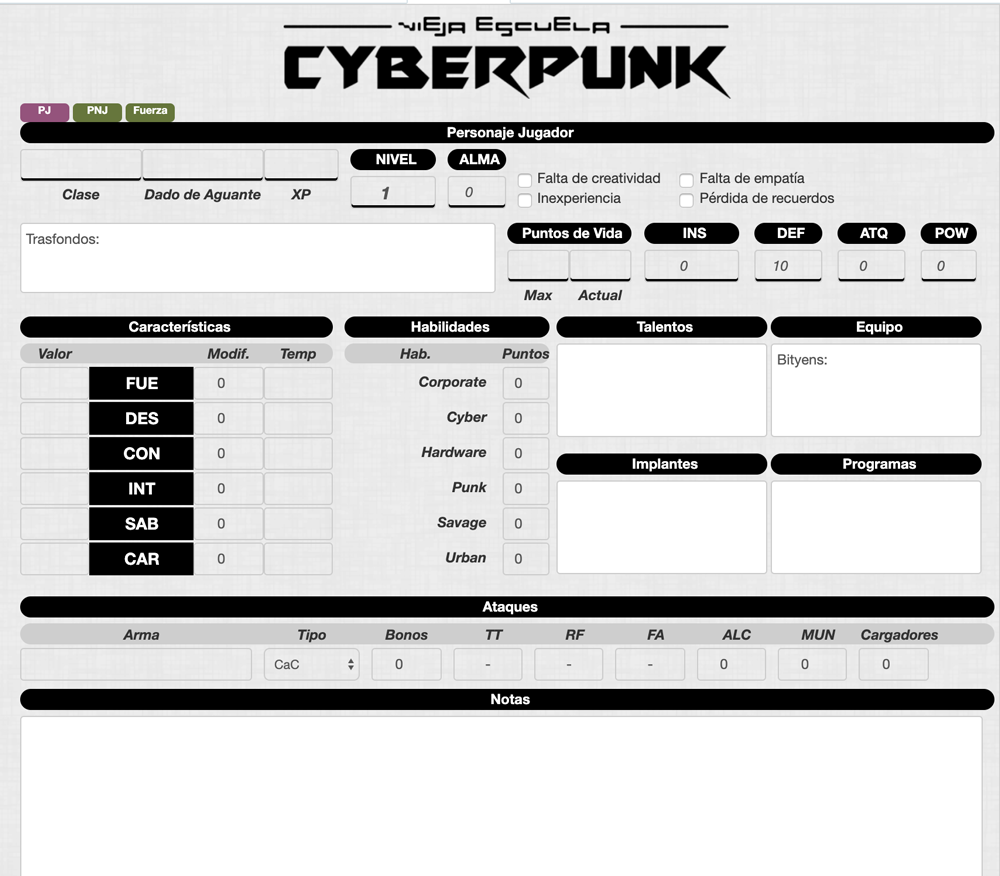 VIEJA ESCUELA
CYBERPUNK
PJ PNJ Fuerza
Personaje Jugador
NIVEL ALMA
1 0
Clase Dado de Aguante XP
Falta de creatividad Falta de empatía
Inexperiencia Pérdida de recuerdos
Trasfondos:
Puntos de Vida INS DEF ATQ POW
0 10 0 0
Max Actual
Características Habilidades Talentos Equipo
Valor Modif. Temp Hab. Puntos
Bityens:
FUE 0 Corporate 0
DES 0 Cyber 0
CON 0 Hardware 0
Implantes Programas
INT 0 Punk 0
SAB 0 Savage 0
CAR 0 Urban 0
Ataques
Arma Tipo Bonos TT RF FA ALC MUN Cargadores
CaC 0 - - - 0 0 0
Notas